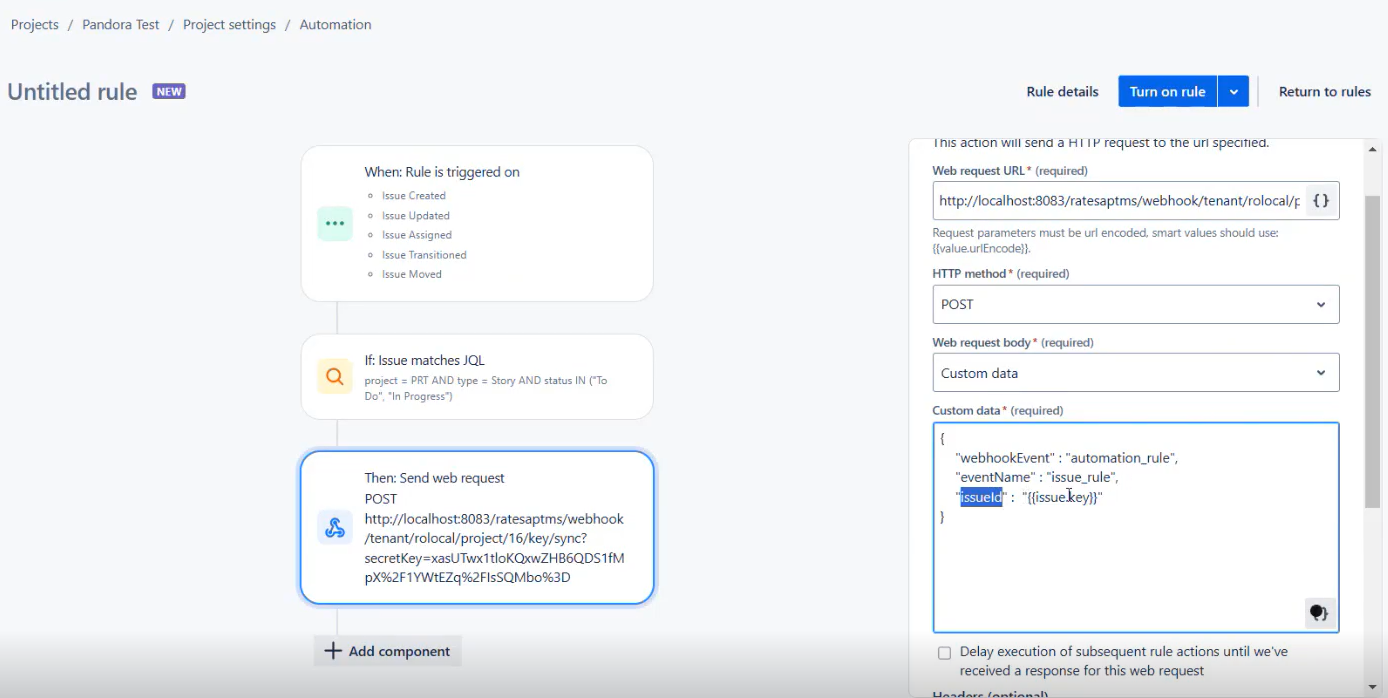 Projects / Pandora Test / Project settings / Automation
Untitled rule NEW
Rule details Turn on rule Return to rules
When: Rule is triggered on
Issue Created
Issue Updated
Issue Assigned
Issue Transitioned
Issue Moved
If: Issue matches JQL
project = PRT AND type = Story AND status IN ("To
Do", "In Progress")
Then: Send web request
POST
http://localhost:8083/ratesaptms/webhook
/tenant/rolocal/project/16/key/sync?
secretKey=xasUTwx1tloKQxwZHB6QDS1fM
pX%2F1YWtEZq%2FIsSQMbo%3D
Add component
This action will send a HTTP request to the url specified.
Web request URL* (required)
http://localhost:8083/ratesaptms/webhook/tenant/rolocal/p
{}
Request parameters must be url encoded, smart values should use:
{{value.urlEncode}}.
HTTP method* (required)
POST
Web request body* (required)
Custom data
Custom data* (required)
{
"webhookEvent" : "automation_rule",
"eventName" : "issue_rule",
"issueId" : "{{issue.key}}"
}
Delay execution of subsequent rule actions until we've
received a response for this web request
Headers (optional)